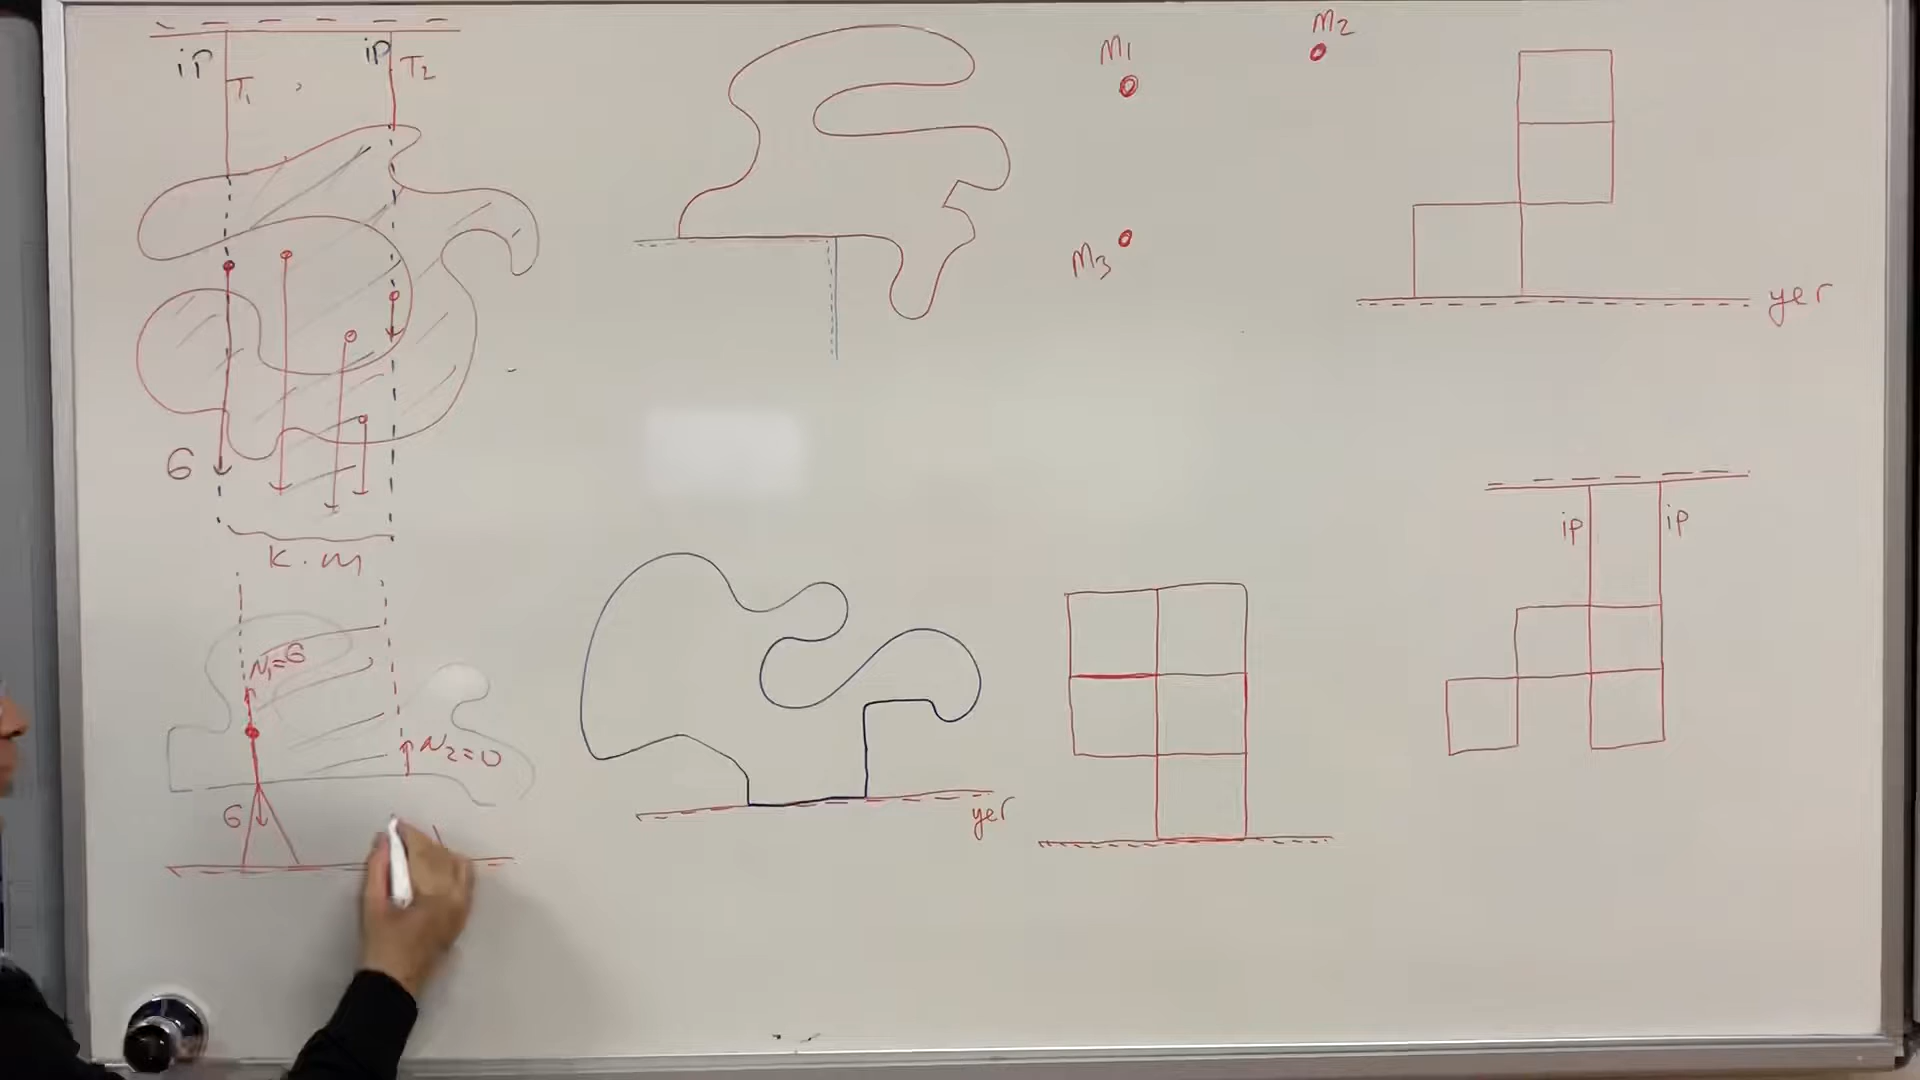 ip
ip
T₁
T₂
G
K.m
N₁=G
N₂=0
G
M₁
M₂
M₃
yer
yer
ip
ip